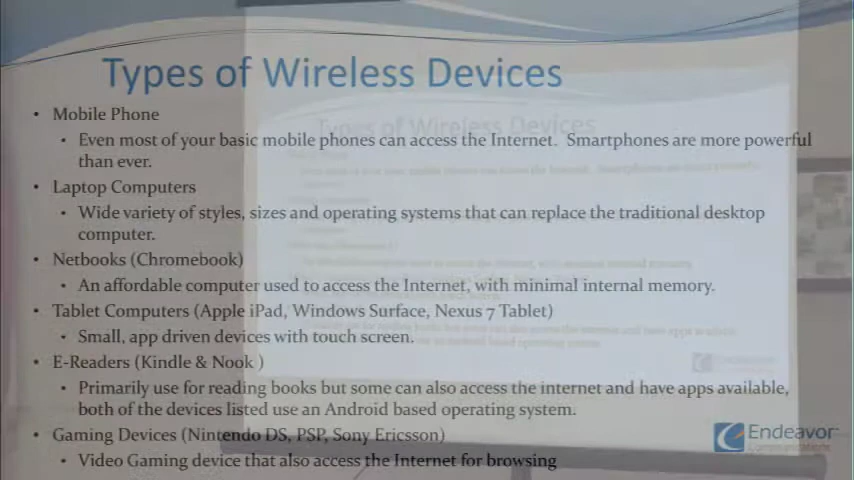 Types of Wireless Devices
• Mobile Phone
• Even most of your basic mobile phones can access the Internet. Smartphones are more powerful
than ever.
• Laptop Computers
• Wide variety of styles, sizes and operating systems that can replace the traditional desktop
computer.
• Netbooks (Chromebook)
• An affordable computer used to access the Internet, with minimal internal memory.
• Tablet Computers (Apple iPad, Windows Surface, Nexus 7 Tablet)
• Small, app driven devices with touch screen.
• E-Readers (Kindle & Nook )
• Primarily use for reading books but some can also access the internet and have apps available,
both of the devices listed use an Android based operating system.
• Gaming Devices (Nintendo DS, PSP, Sony Ericsson)
• Video Gaming device that also access the Internet for browsing
Endeavor
Communications
Types of Wireless Devices